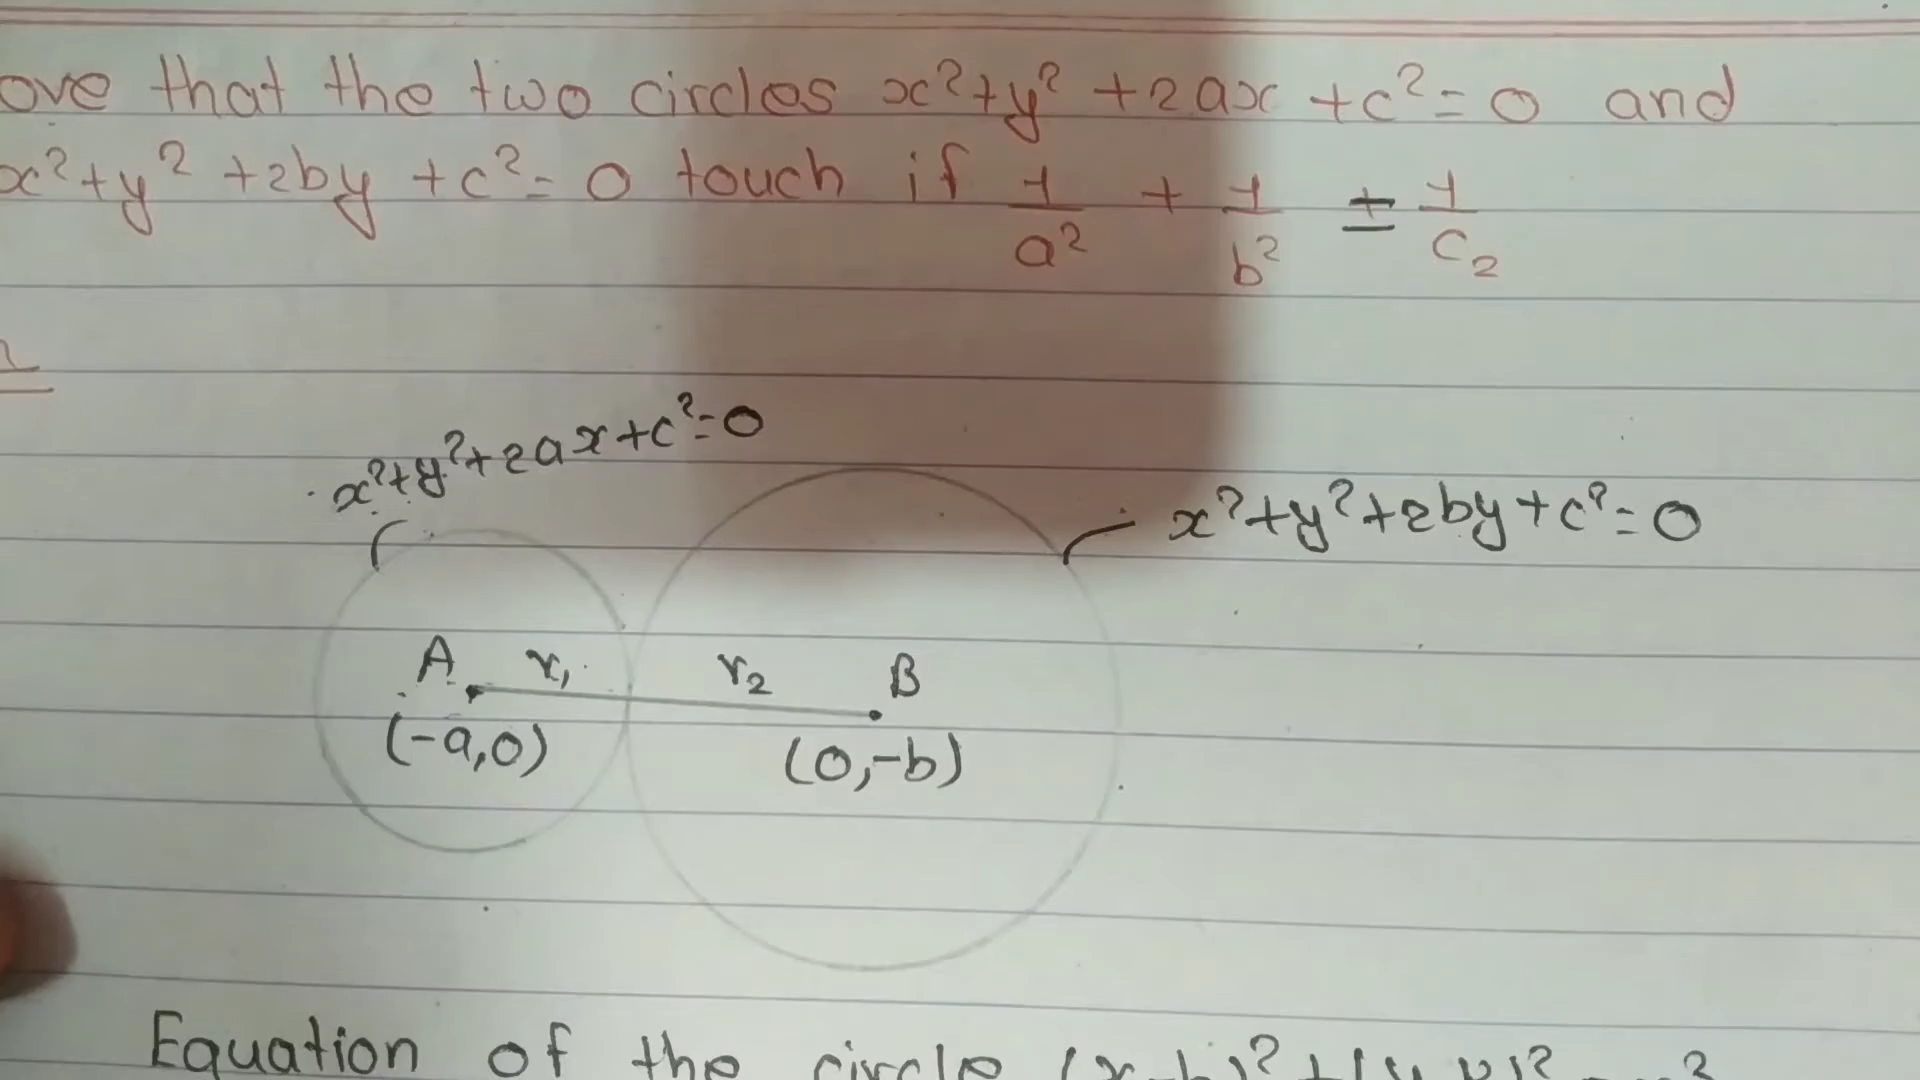 ove that the two circles x²+y² +2ax +c²=0 and
x²+y² +2by +c²=0 touch if 1/a² + 1/b² ± 1/c₂
x²+y²+2ax+c²=0
x²+y²+2by+c²=0
A r₁ r₂ B
(-a,0) (0,-b)
Equation of the circle